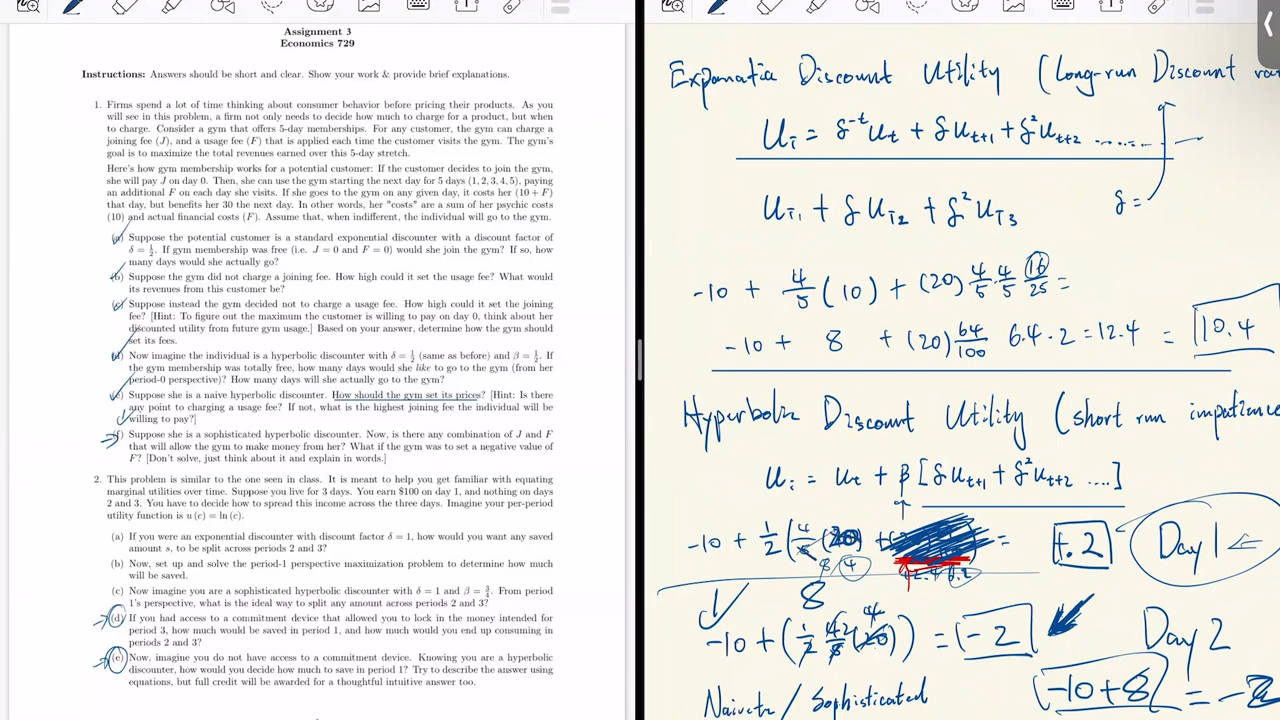 Assignment 3
Economics 729
Instructions: Answers should be short and clear. Show your work & provide brief explanations.
1. Firms spend a lot of time thinking about consumer behavior before pricing their products. As you
will see in this problem, a firm not only needs to decide how much to charge for a product, but when
to charge. Consider a gym that offers 5-day memberships. For any customer, the gym can charge a
joining fee (J), and a usage fee (F) that is applied each time the customer visits the gym. The gym's
goal is to maximize the total revenues earned over this 5-day stretch.
Here's how gym membership works for a potential customer: If the customer decides to join the gym,
she will pay J on day 0. Then, she can use the gym starting the next day for 5 days (1, 2, 3, 4, 5), paying
an additional F on each day she visits. If she goes to the gym on any given day, it costs her (10 + F)
that day, but benefits her 30 the next day. In other words, her "costs" are a sum of her psychic costs
(10) and actual financial costs (F). Assume that, when indifferent, the individual will go to the gym.
(a) Suppose the potential customer is a standard exponential discounter with a discount factor of
δ = 1/2. If gym membership was free (i.e. J = 0 and F = 0) would she join the gym? If so, how
many days would she actually go?
(b) Suppose the gym did not charge a joining fee. How high could it set the usage fee? What would
its revenues from this customer be?
(c) Suppose instead the gym decided not to charge a usage fee. How high could it set the joining
fee? [Hint: To figure out the maximum the customer is willing to pay on day 0, think about her
discounted utility from future gym usage.] Based on your answer, determine how the gym should
set its fees.
(d) Now imagine the individual is a hyperbolic discounter with δ = 1/2 (same as before) and β = 1/2. If
the gym membership was totally free, how many days would she like to go to the gym (from her
period-0 perspective)? How many days will she actually go to the gym?
(e) Suppose she is a naive hyperbolic discounter. How should the gym set its prices? [Hint: Is there
any point to charging a usage fee? If not, what is the highest joining fee the individual will be
willing to pay?]
(f) Suppose she is a sophisticated hyperbolic discounter. Now, is there any combination of J and F
that will allow the gym to make money from her? What if the gym was to set a negative value of
F? [Don't solve, just think about it and explain in words.]
2. This problem is similar to the one seen in class. It is meant to help you get familiar with equating
marginal utilities over time. Suppose you live for 3 days. You earn $100 on day 1, and nothing on days
2 and 3. You have to decide how to spread this income across the three days. Imagine your per-period
utility function is u (c) = ln (c).
(a) If you were an exponential discounter with discount factor δ = 1, how would you want any saved
amount s, to be split across periods 2 and 3?
(b) Now, set up and solve the period-1 perspective maximization problem to determine how much
will be saved.
(c) Now imagine you are a sophisticated hyperbolic discounter with δ = 1 and β = 3/4. From period
1's perspective, what is the ideal way to split any amount across periods 2 and 3?
(d) If you had access to a commitment device that allowed you to lock in the money intended for
period 3, how much would be saved in period 1, and how much would you end up consuming in
periods 2 and 3?
(e) Now, imagine you do not have access to a commitment device. Knowing you are a hyperbolic
discounter, how would you decide how much to save in period 1? Try to describe the answer using
equations, but full credit will be awarded for a thoughtful intuitive answer too.
Exponatia Discount Utility (Long-run Discount
Ui = δ^-t Ut + δ Ut+1 + δ² Ut+2 ......
δ =
UT1 + δ UT2 + δ² UT3
-10 + 4/5 (10) + (20) 4/5 · 4/5 16/25 =
-10 + 8 + (20) 64/100 6.4 · 2 = 12.4 = 10.4
Hyperbolic Discount Utility (short run impatience
Ui = Ut + β [δ Ut+1 + δ² Ut+2 ....]
Day 1
Day 2
-10 + 8 = -2
Naivete / Sophisticated